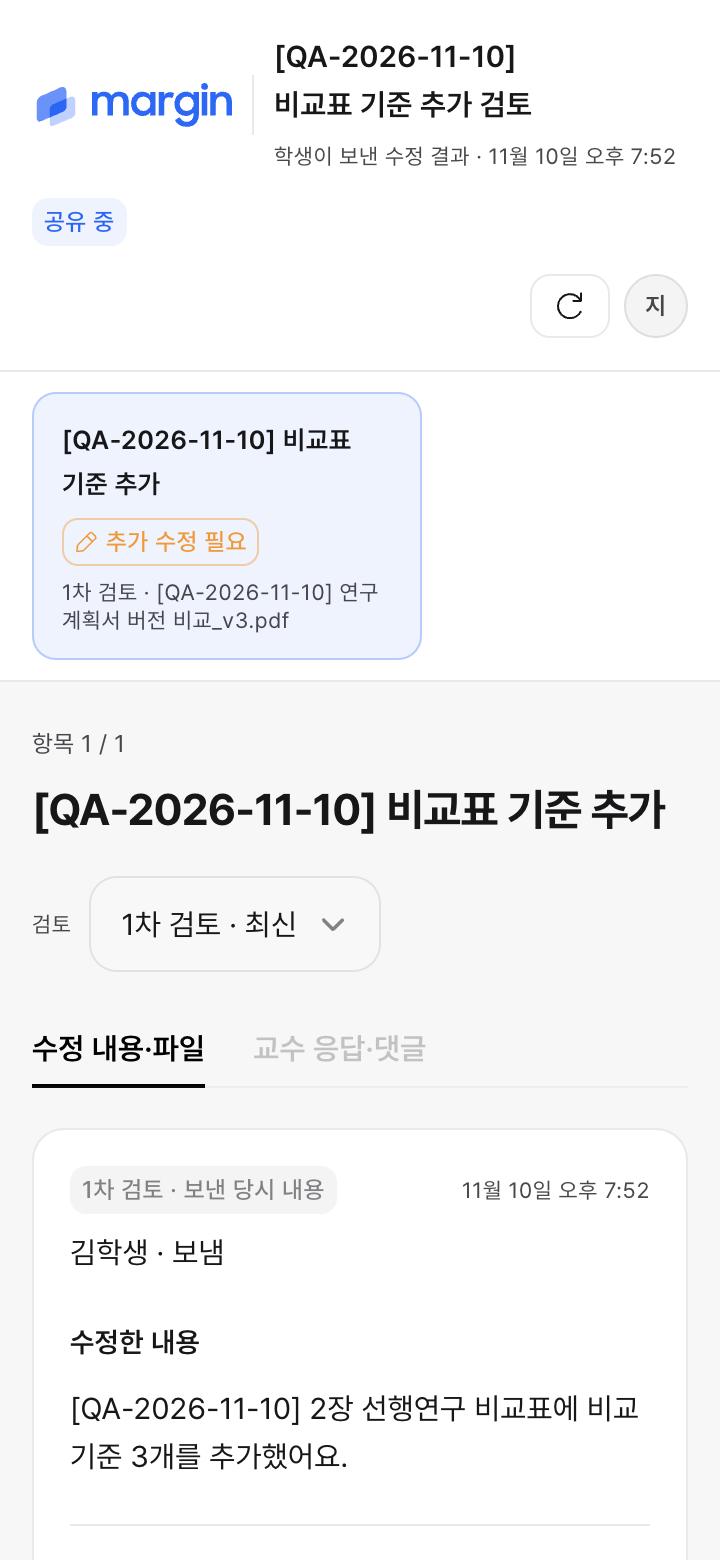 margin
[QA-2026-11-10]
비교표 기준 추가 검토
학생이 보낸 수정 결과 · 11월 10일 오후 7:52
공유 중
지
[QA-2026-11-10] 비교표
기준 추가
추가 수정 필요
1차 검토 · [QA-2026-11-10] 연구
계획서 버전 비교_v3.pdf
항목 1 / 1
[QA-2026-11-10] 비교표 기준 추가
검토
1차 검토 · 최신
수정 내용·파일
교수 응답·댓글
1차 검토 · 보낸 당시 내용
11월 10일 오후 7:52
김학생 · 보냄
수정한 내용
[QA-2026-11-10] 2장 선행연구 비교표에 비교
기준 3개를 추가했어요.